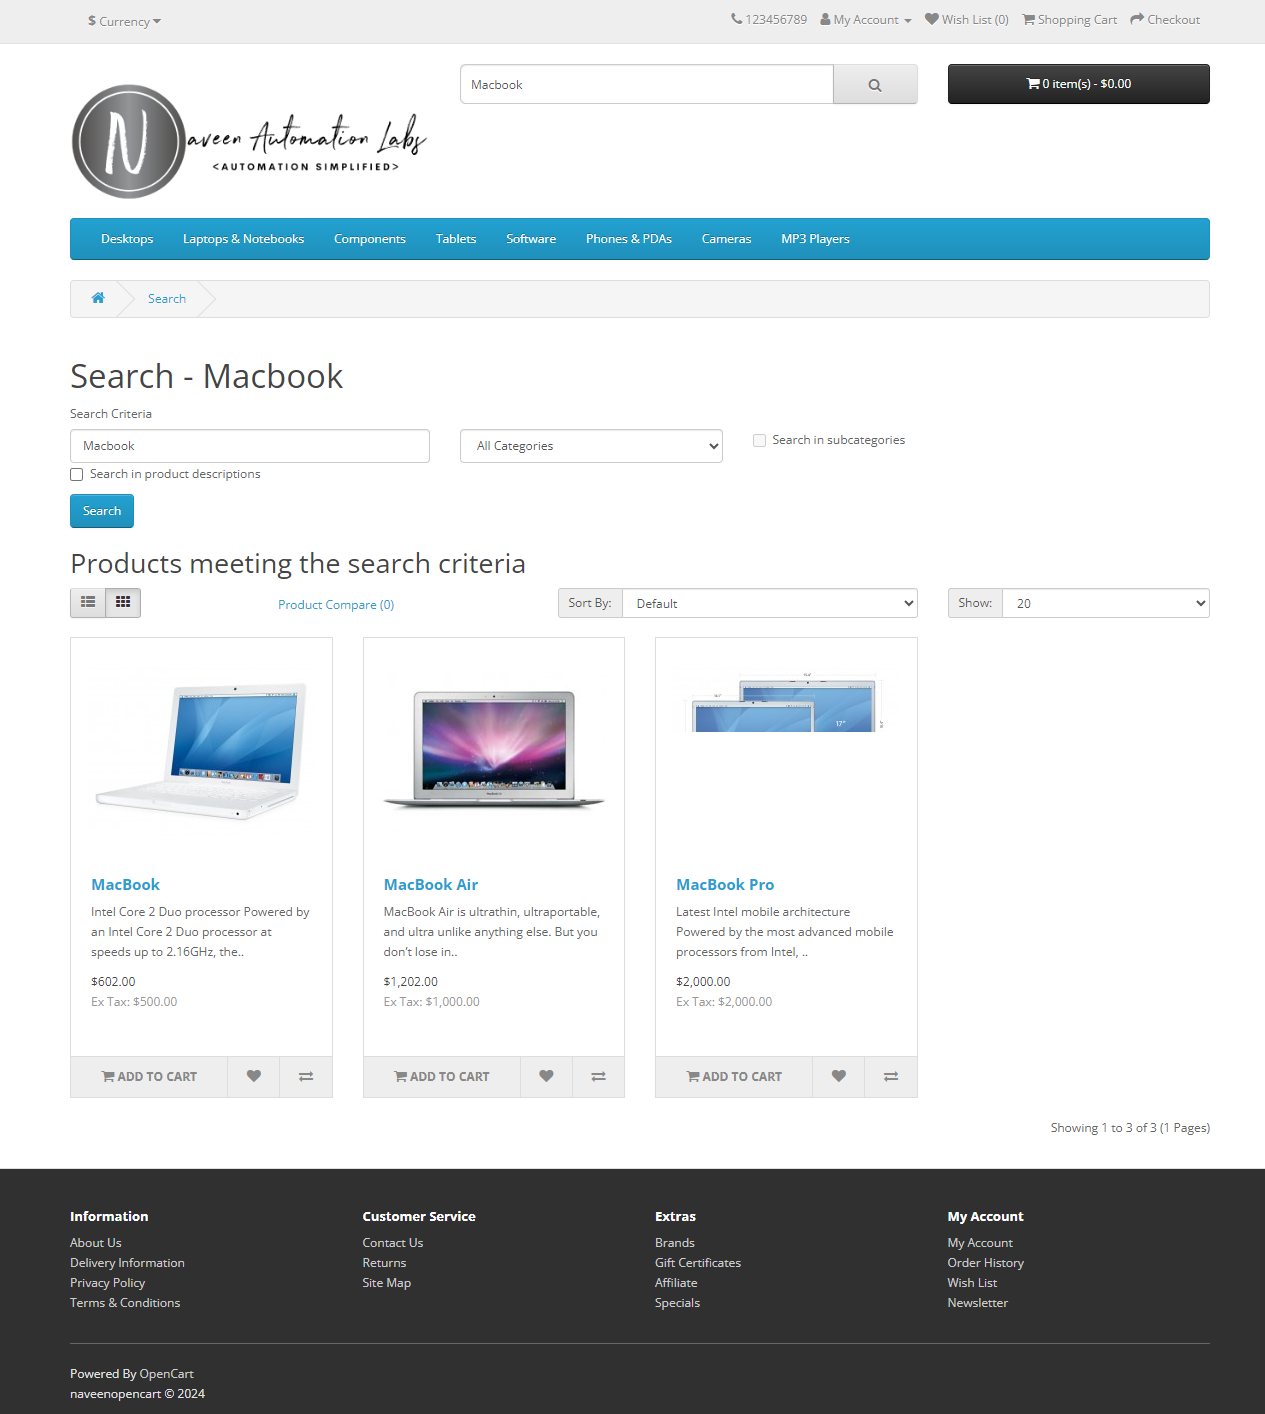 $ Currency
123456789 My Account Wish List (0) Shopping Cart Checkout
Macbook
0 item(s) - $0.00
N
aveen Automation Labs
<AUTOMATION SIMPLIFIED>
Desktops Laptops & Notebooks Components Tablets Software Phones & PDAs Cameras MP3 Players
Search
Search - Macbook
Search Criteria
Macbook
All Categories
Search in subcategories
Search in product descriptions
Search
Products meeting the search criteria
Product Compare (0)
Sort By: Default
Show: 20
17"
MacBook
Intel Core 2 Duo processor Powered by
an Intel Core 2 Duo processor at
speeds up to 2.16GHz, the..
$602.00
Ex Tax: $500.00
ADD TO CART
MacBook Air
MacBook Air is ultrathin, ultraportable,
and ultra unlike anything else. But you
don’t lose in..
$1,202.00
Ex Tax: $1,000.00
ADD TO CART
MacBook Pro
Latest Intel mobile architecture
Powered by the most advanced mobile
processors from Intel, ..
$2,000.00
Ex Tax: $2,000.00
ADD TO CART
Showing 1 to 3 of 3 (1 Pages)
Information
About Us
Delivery Information
Privacy Policy
Terms & Conditions
Customer Service
Contact Us
Returns
Site Map
Extras
Brands
Gift Certificates
Affiliate
Specials
My Account
My Account
Order History
Wish List
Newsletter
Powered By OpenCart
naveenopencart © 2024